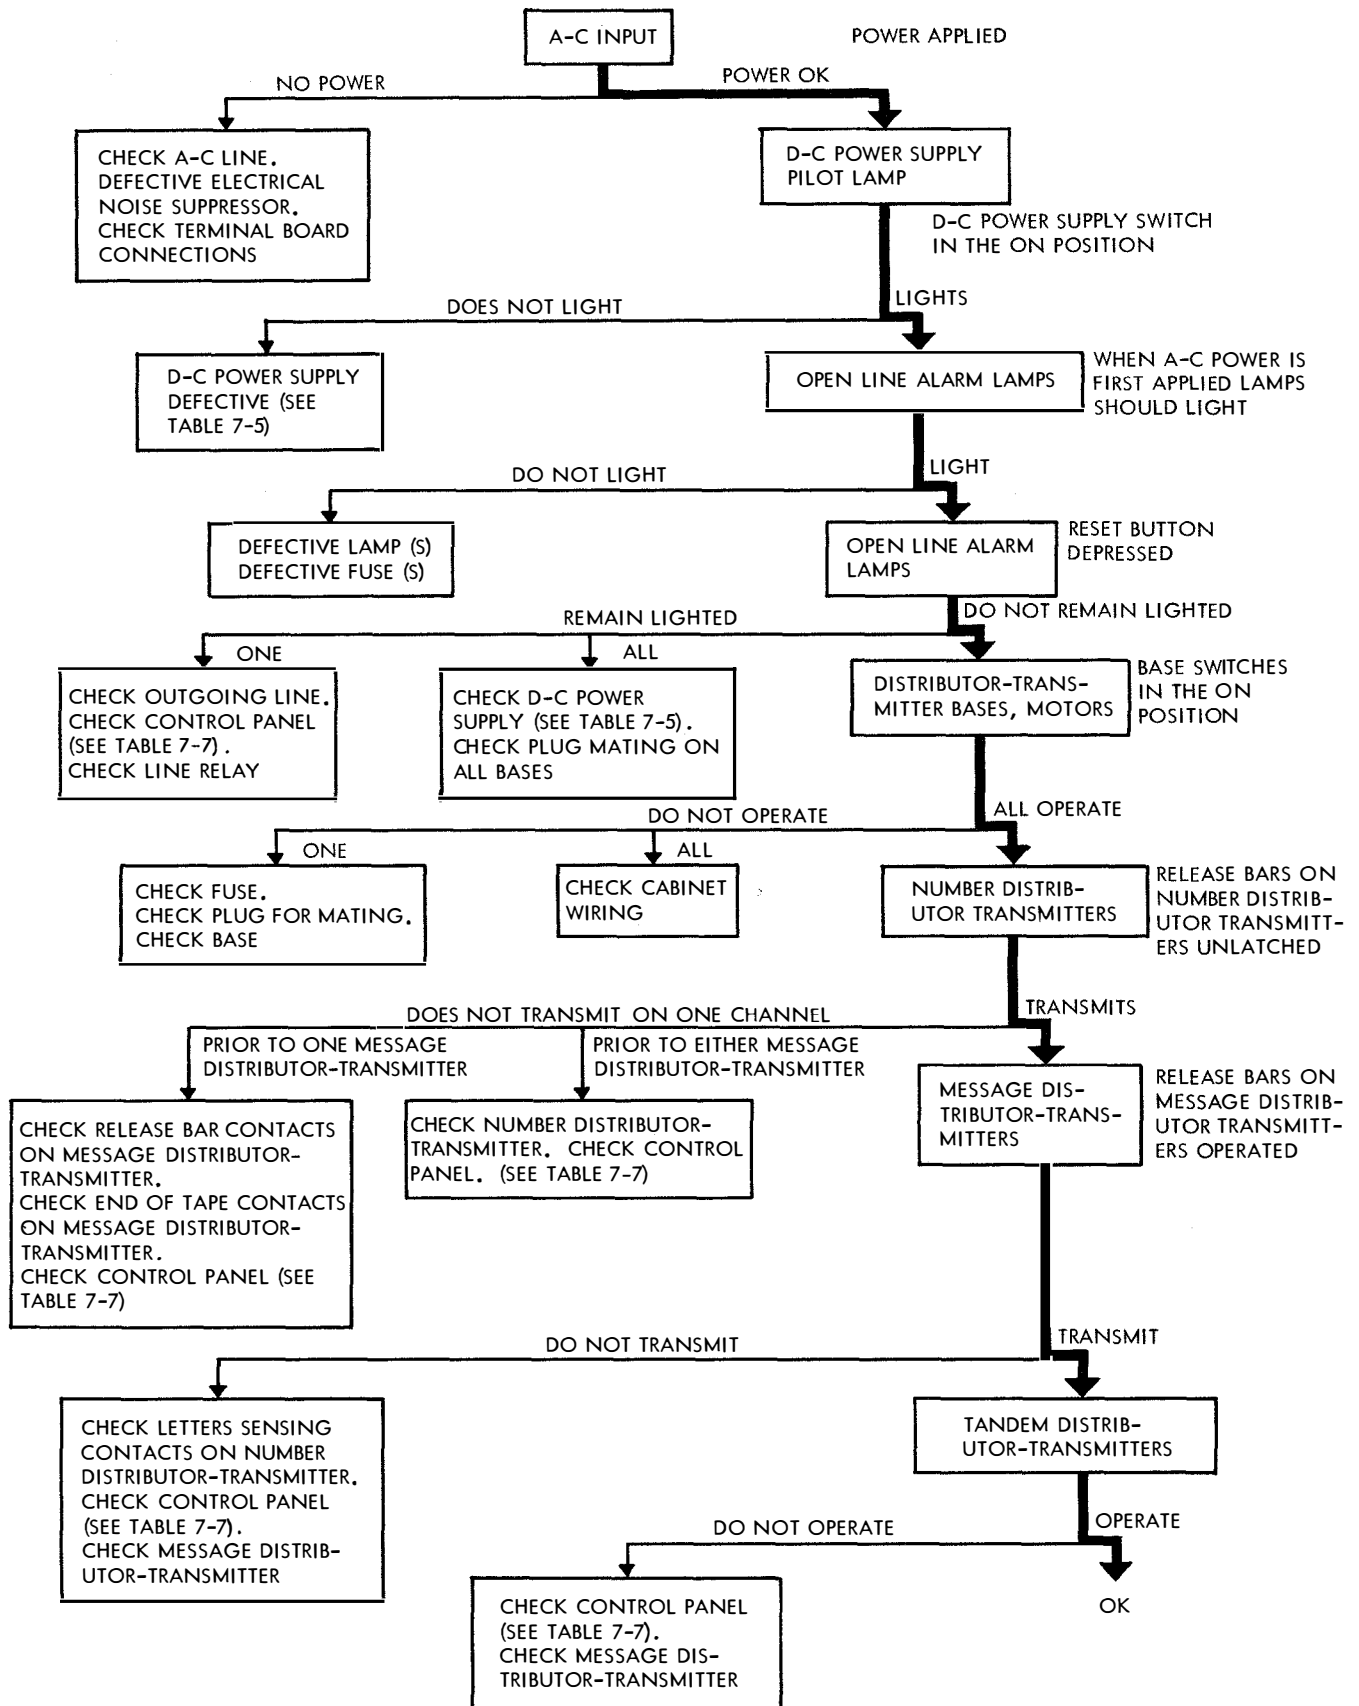 A-C INPUT
POWER APPLIED
NO POWER
POWER OK
CHECK A-C LINE.
DEFECTIVE ELECTRICAL
NOISE SUPPRESSOR.
CHECK TERMINAL BOARD
CONNECTIONS
D-C POWER SUPPLY
PILOT LAMP
D-C POWER SUPPLY SWITCH
IN THE ON POSITION
DOES NOT LIGHT
LIGHTS
D-C POWER SUPPLY
DEFECTIVE (SEE
TABLE 7-5)
OPEN LINE ALARM LAMPS
WHEN A-C POWER IS
FIRST APPLIED LAMPS
SHOULD LIGHT
DO NOT LIGHT
LIGHT
DEFECTIVE LAMP (S)
DEFECTIVE FUSE (S)
OPEN LINE ALARM
LAMPS
RESET BUTTON
DEPRESSED
REMAIN LIGHTED
DO NOT REMAIN LIGHTED
ONE
ALL
CHECK OUTGOING LINE.
CHECK CONTROL PANEL
(SEE TABLE 7-7).
CHECK LINE RELAY
CHECK D-C POWER
SUPPLY (SEE TABLE 7-5).
CHECK PLUG MATING ON
ALL BASES
DISTRIBUTOR-TRANS-
MITTER BASES, MOTORS
BASE SWITCHES
IN THE ON
POSITION
DO NOT OPERATE
ALL OPERATE
ONE
ALL
CHECK FUSE.
CHECK PLUG FOR MATING.
CHECK BASE
CHECK CABINET
WIRING
NUMBER DISTRIB-
UTOR TRANSMITTERS
RELEASE BARS ON
NUMBER DISTRIB-
UTOR TRANSMITT-
ERS UNLATCHED
DOES NOT TRANSMIT ON ONE CHANNEL
TRANSMITS
PRIOR TO ONE MESSAGE
DISTRIBUTOR-TRANSMITTER
PRIOR TO EITHER MESSAGE
DISTRIBUTOR-TRANSMITTER
CHECK RELEASE BAR CONTACTS
ON MESSAGE DISTRIBUTOR-
TRANSMITTER.
CHECK END OF TAPE CONTACTS
ON MESSAGE DISTRIBUTOR-
TRANSMITTER.
CHECK CONTROL PANEL (SEE
TABLE 7-7)
CHECK NUMBER DISTRIBUTOR-
TRANSMITTER. CHECK CONTROL
PANEL. (SEE TABLE 7-7)
MESSAGE DIS-
TRIBUTOR-TRANS-
MITTERS
RELEASE BARS ON
MESSAGE DISTRIB-
UTOR TRANSMITT-
ERS OPERATED
DO NOT TRANSMIT
TRANSMIT
CHECK LETTERS SENSING
CONTACTS ON NUMBER
DISTRIBUTOR-TRANSMITTER.
CHECK CONTROL PANEL
(SEE TABLE 7-7).
CHECK MESSAGE DISTRIB-
UTOR-TRANSMITTER
TANDEM DISTRIB-
UTOR-TRANSMITTERS
DO NOT OPERATE
OPERATE
CHECK CONTROL PANEL
(SEE TABLE 7-7).
CHECK MESSAGE DIS-
TRIBUTOR-TRANSMITTER
OK